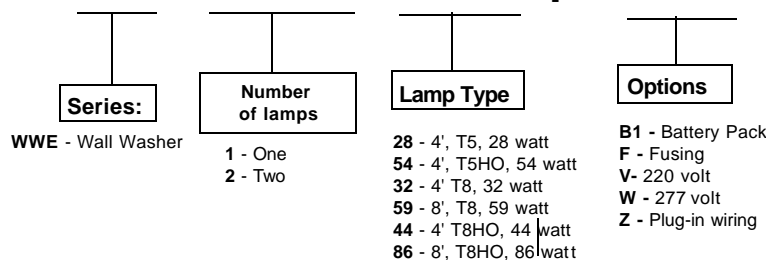 Series:
WWE - Wall Washer
Number
of lamps
1 - One
2 - Two
Lamp Type
28 - 4', T5, 28 watt
54 - 4', T5HO, 54 watt
32 - 4' T8, 32 watt
59 - 8', T8, 59 watt
44 - 4' T8HO, 44 watt
86 - 8', T8HO, 86 watt
Options
B1 - Battery Pack
F - Fusing
V- 220 volt
W - 277 volt
Z - Plug-in wiring